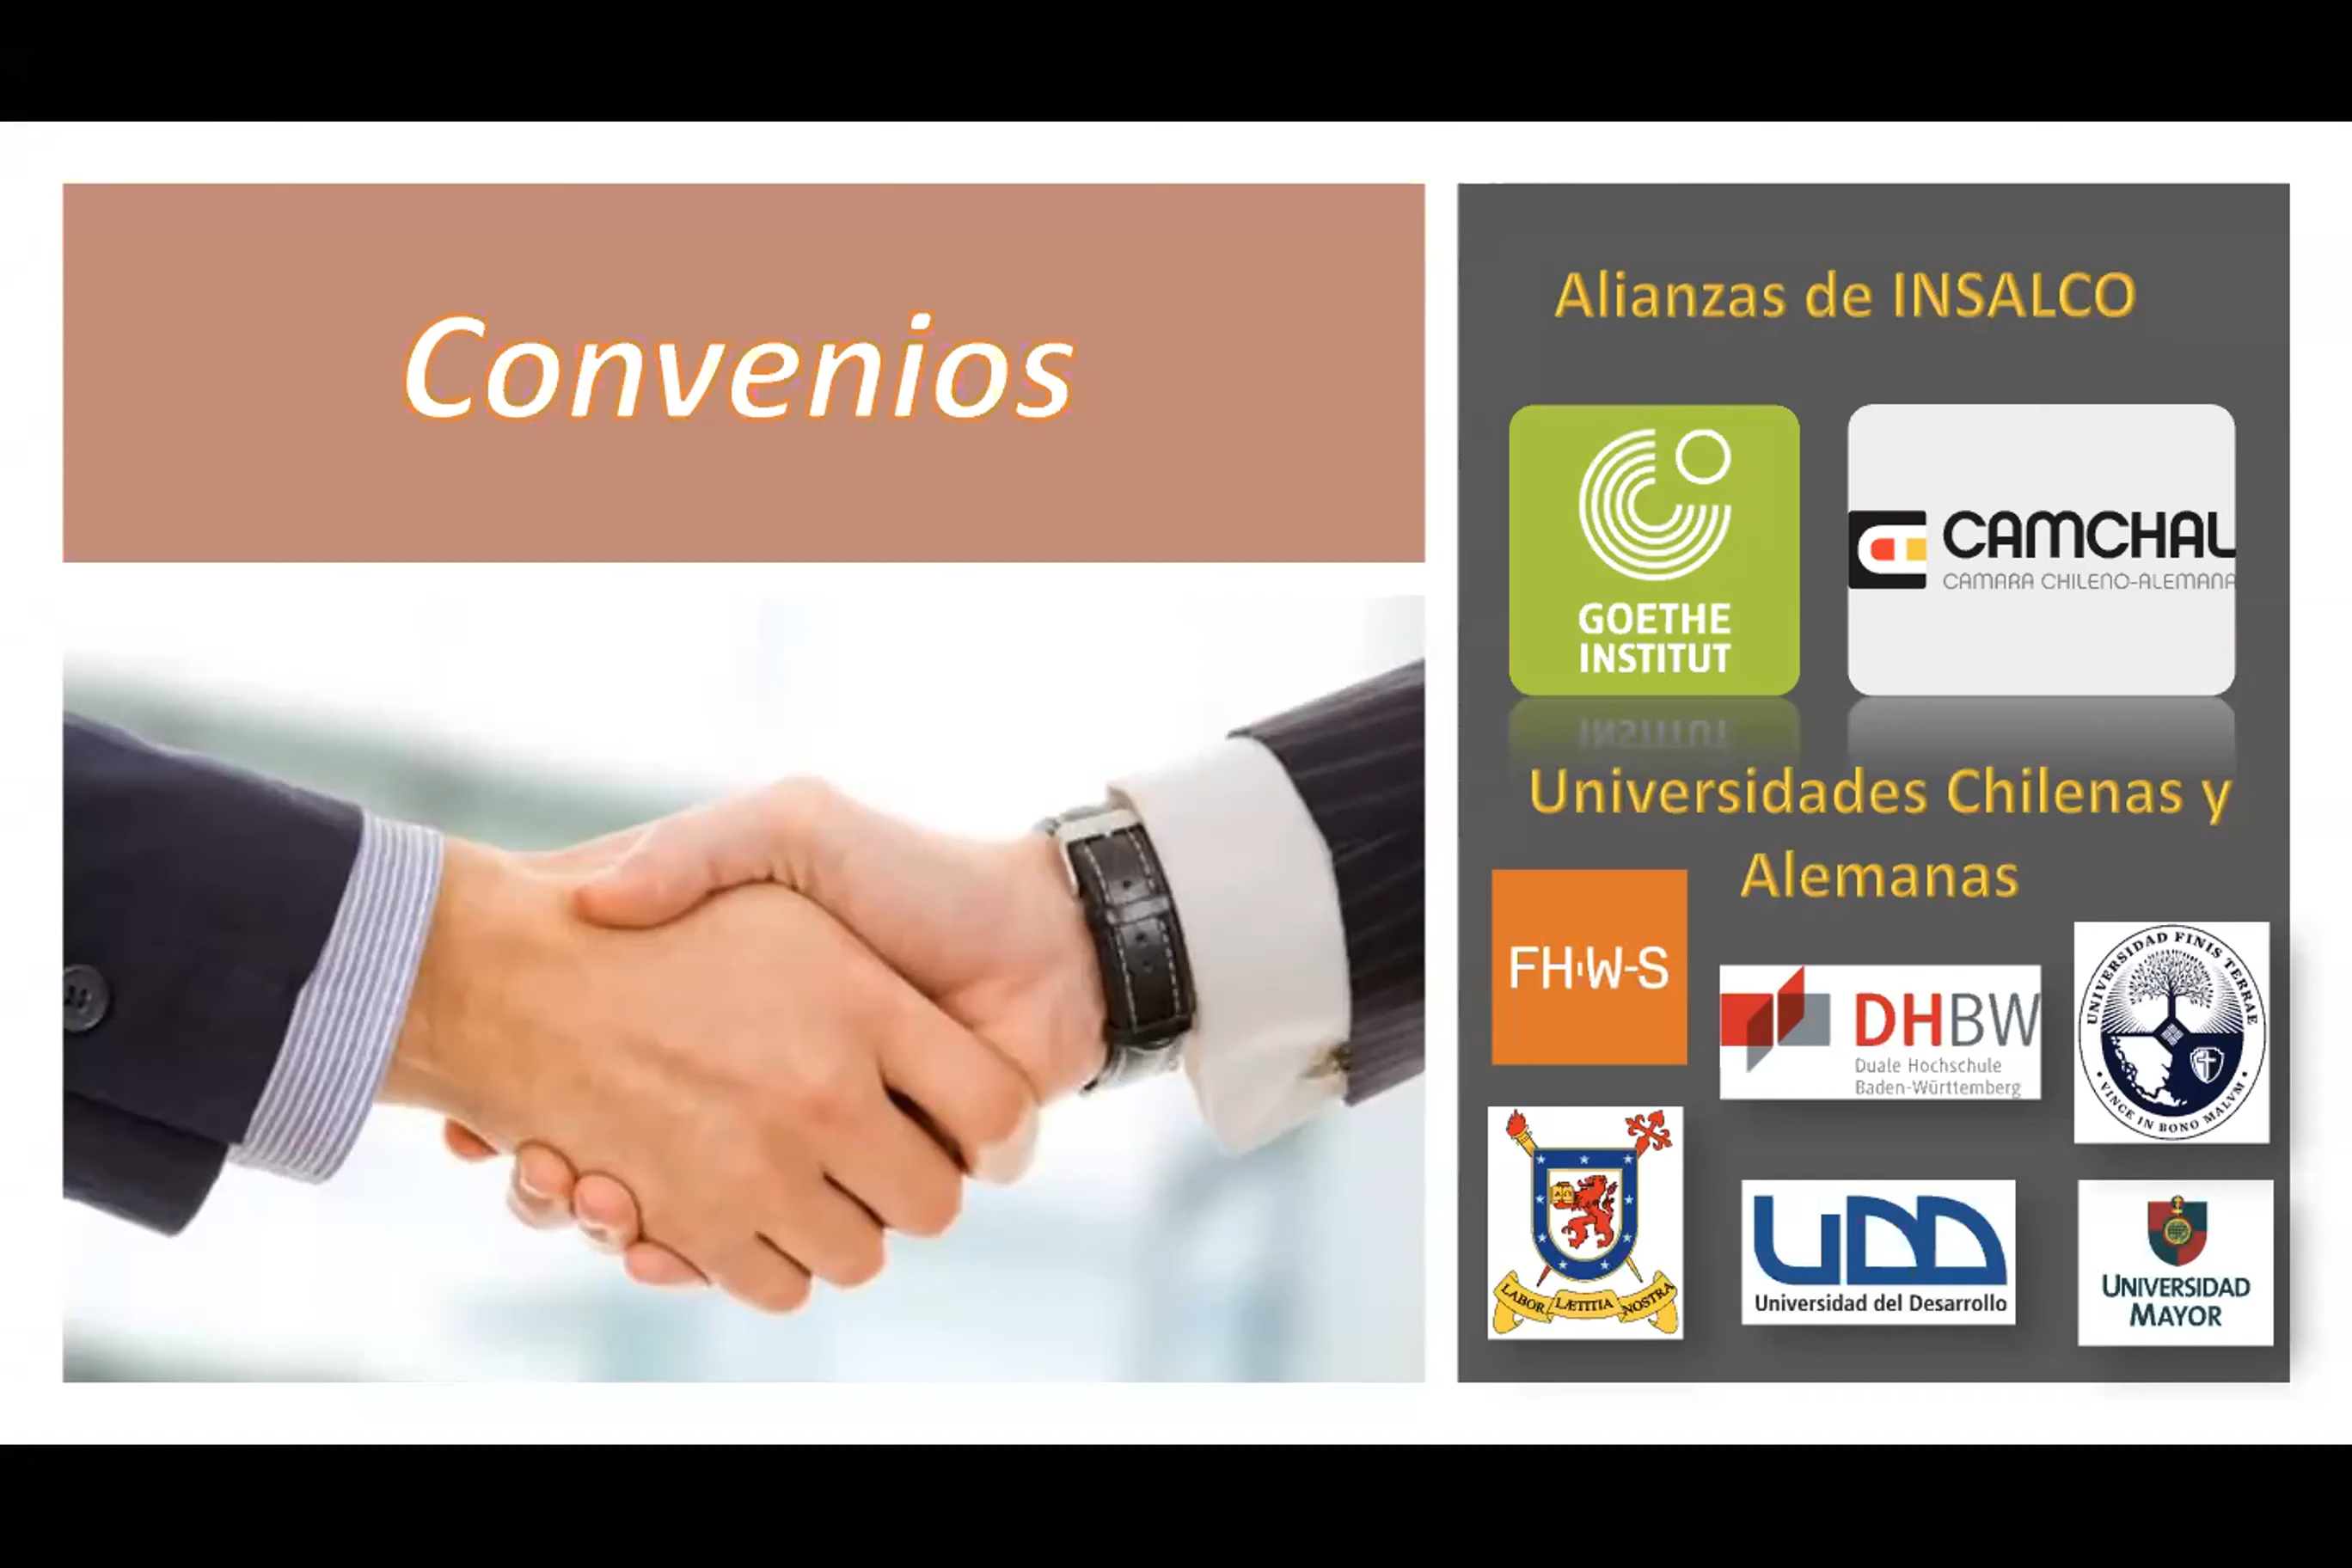 Convenios
Alianzas de INSALCO
GOETHE
INSTITUT
CAMCHAL
CAMARA CHILENO-ALEMANA
Universidades Chilenas y
Alemanas
FH·W-S
DHBW
Duale Hochschule
Baden-Württemberg
UNIVERSIDAD FINIS TERRAE
• VINCE IN BONO MALVM •
LABOR LÆTITIA NOSTRA
UDD
Universidad del Desarrollo
UNIVERSIDAD
MAYOR